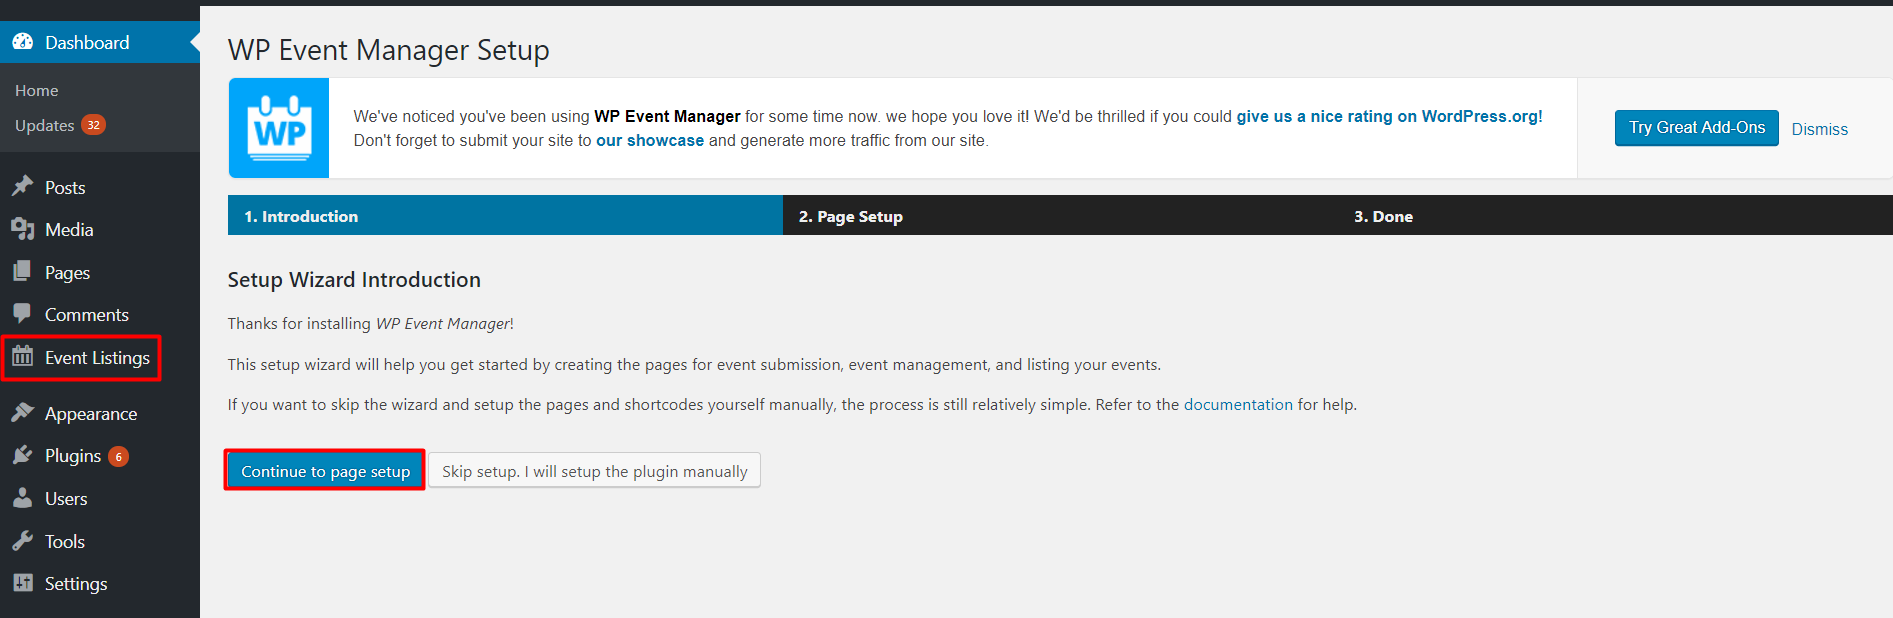 Dashboard
Home
Updates 32
Posts
Media
Pages
Comments
Event Listings
Appearance
Plugins 6
Users
Tools
Settings
WP Event Manager Setup
WP
We've noticed you've been using WP Event Manager for some time now. we hope you love it! We'd be thrilled if you could give us a nice rating on WordPress.org!
Don't forget to submit your site to our showcase and generate more traffic from our site.
Try Great Add-Ons Dismiss
1. Introduction 2. Page Setup 3. Done
Setup Wizard Introduction
Thanks for installing WP Event Manager!
This setup wizard will help you get started by creating the pages for event submission, event management, and listing your events.
If you want to skip the wizard and setup the pages and shortcodes yourself manually, the process is still relatively simple. Refer to the documentation for help.
Continue to page setup Skip setup. I will setup the plugin manually